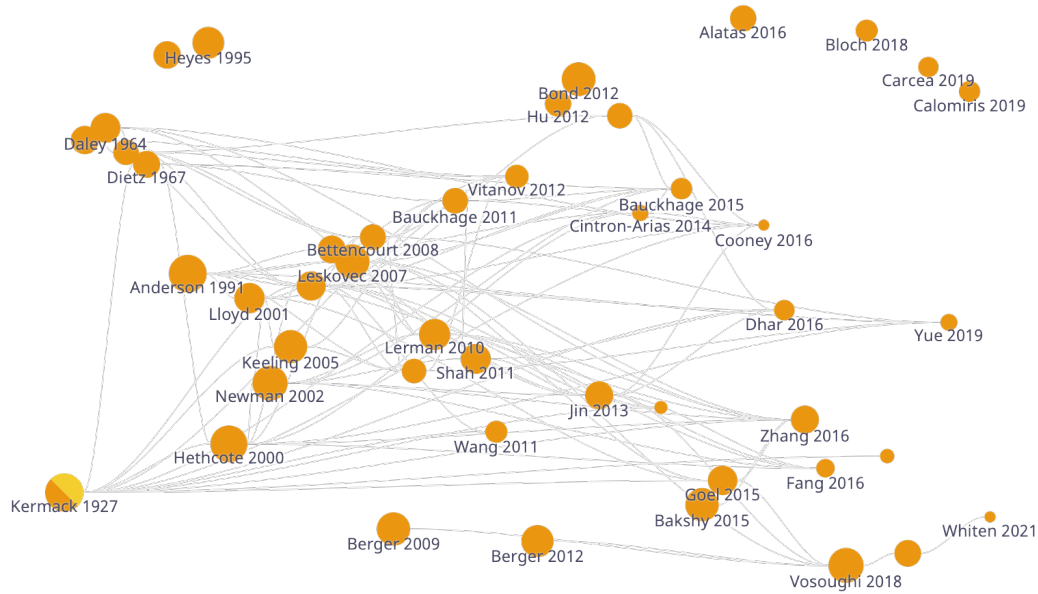 Alatas 2016
Bloch 2018
Heyes 1995
Carcea 2019
Bond 2012
Calomiris 2019
Hu 2012
Daley 1964
Dietz 1967
Vitanov 2012
Bauckhage 2015
Bauckhage 2011
Cintron-Arias 2014
Cooney 2016
Bettencourt 2008
Leskovec 2007
Anderson 1991
Lloyd 2001
Dhar 2016
Yue 2019
Lerman 2010
Keeling 2005
Shah 2011
Newman 2002
Jin 2013
Zhang 2016
Wang 2011
Hethcote 2000
Fang 2016
Goel 2015
Kermack 1927
Bakshy 2015
Whiten 2021
Berger 2009
Berger 2012
Vosoughi 2018